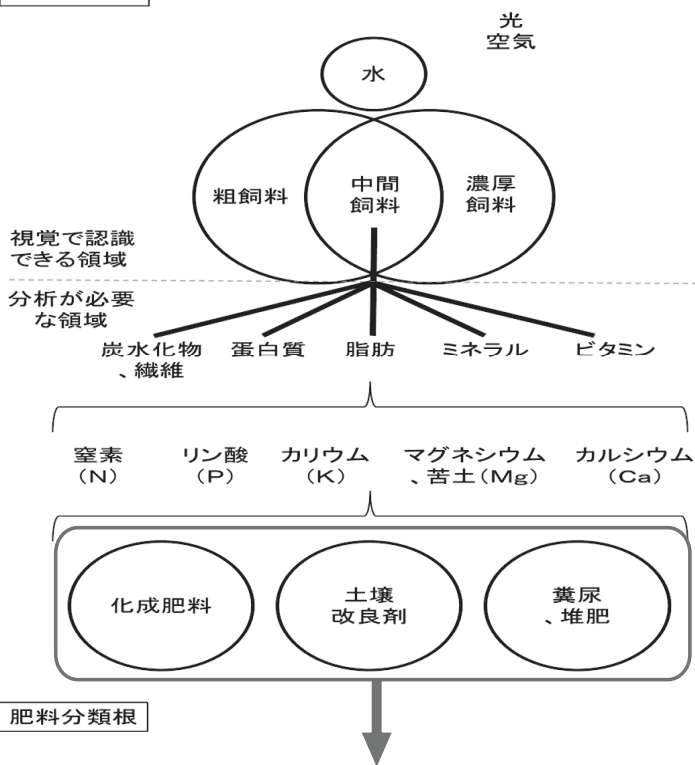 光
空気
水
粗飼料
中間
飼料
濃厚
飼料
視覚で認識
できる領域
分析が必要
な領域
炭水化物
、繊維
蛋白質
脂肪
ミネラル
ビタミン
窒素
(N)
リン酸
(P)
カリウム
(K)
マグネシウム
、苦土(Mg)
カルシウム
(Ca)
化成肥料
土壌
改良剤
糞尿
、堆肥
肥料分類根